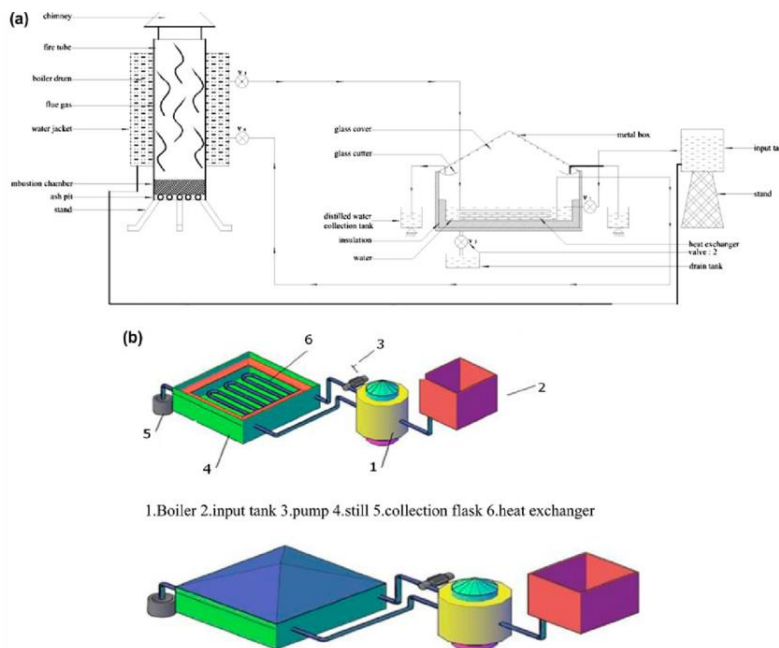 (a)
chimney
fire tube
boiler drum
flue gas
water jacket
mbustion chamber
ash pit
stand
glass cover
glass cutter
metal box
input ta
stand
distilled water
collection tank
insulation
water
heat exchanger
valve : 2
drain tank
(b)
6
3
2
5
4
1
1.Boiler 2.input tank 3.pump 4.still 5.collection flask 6.heat exchanger